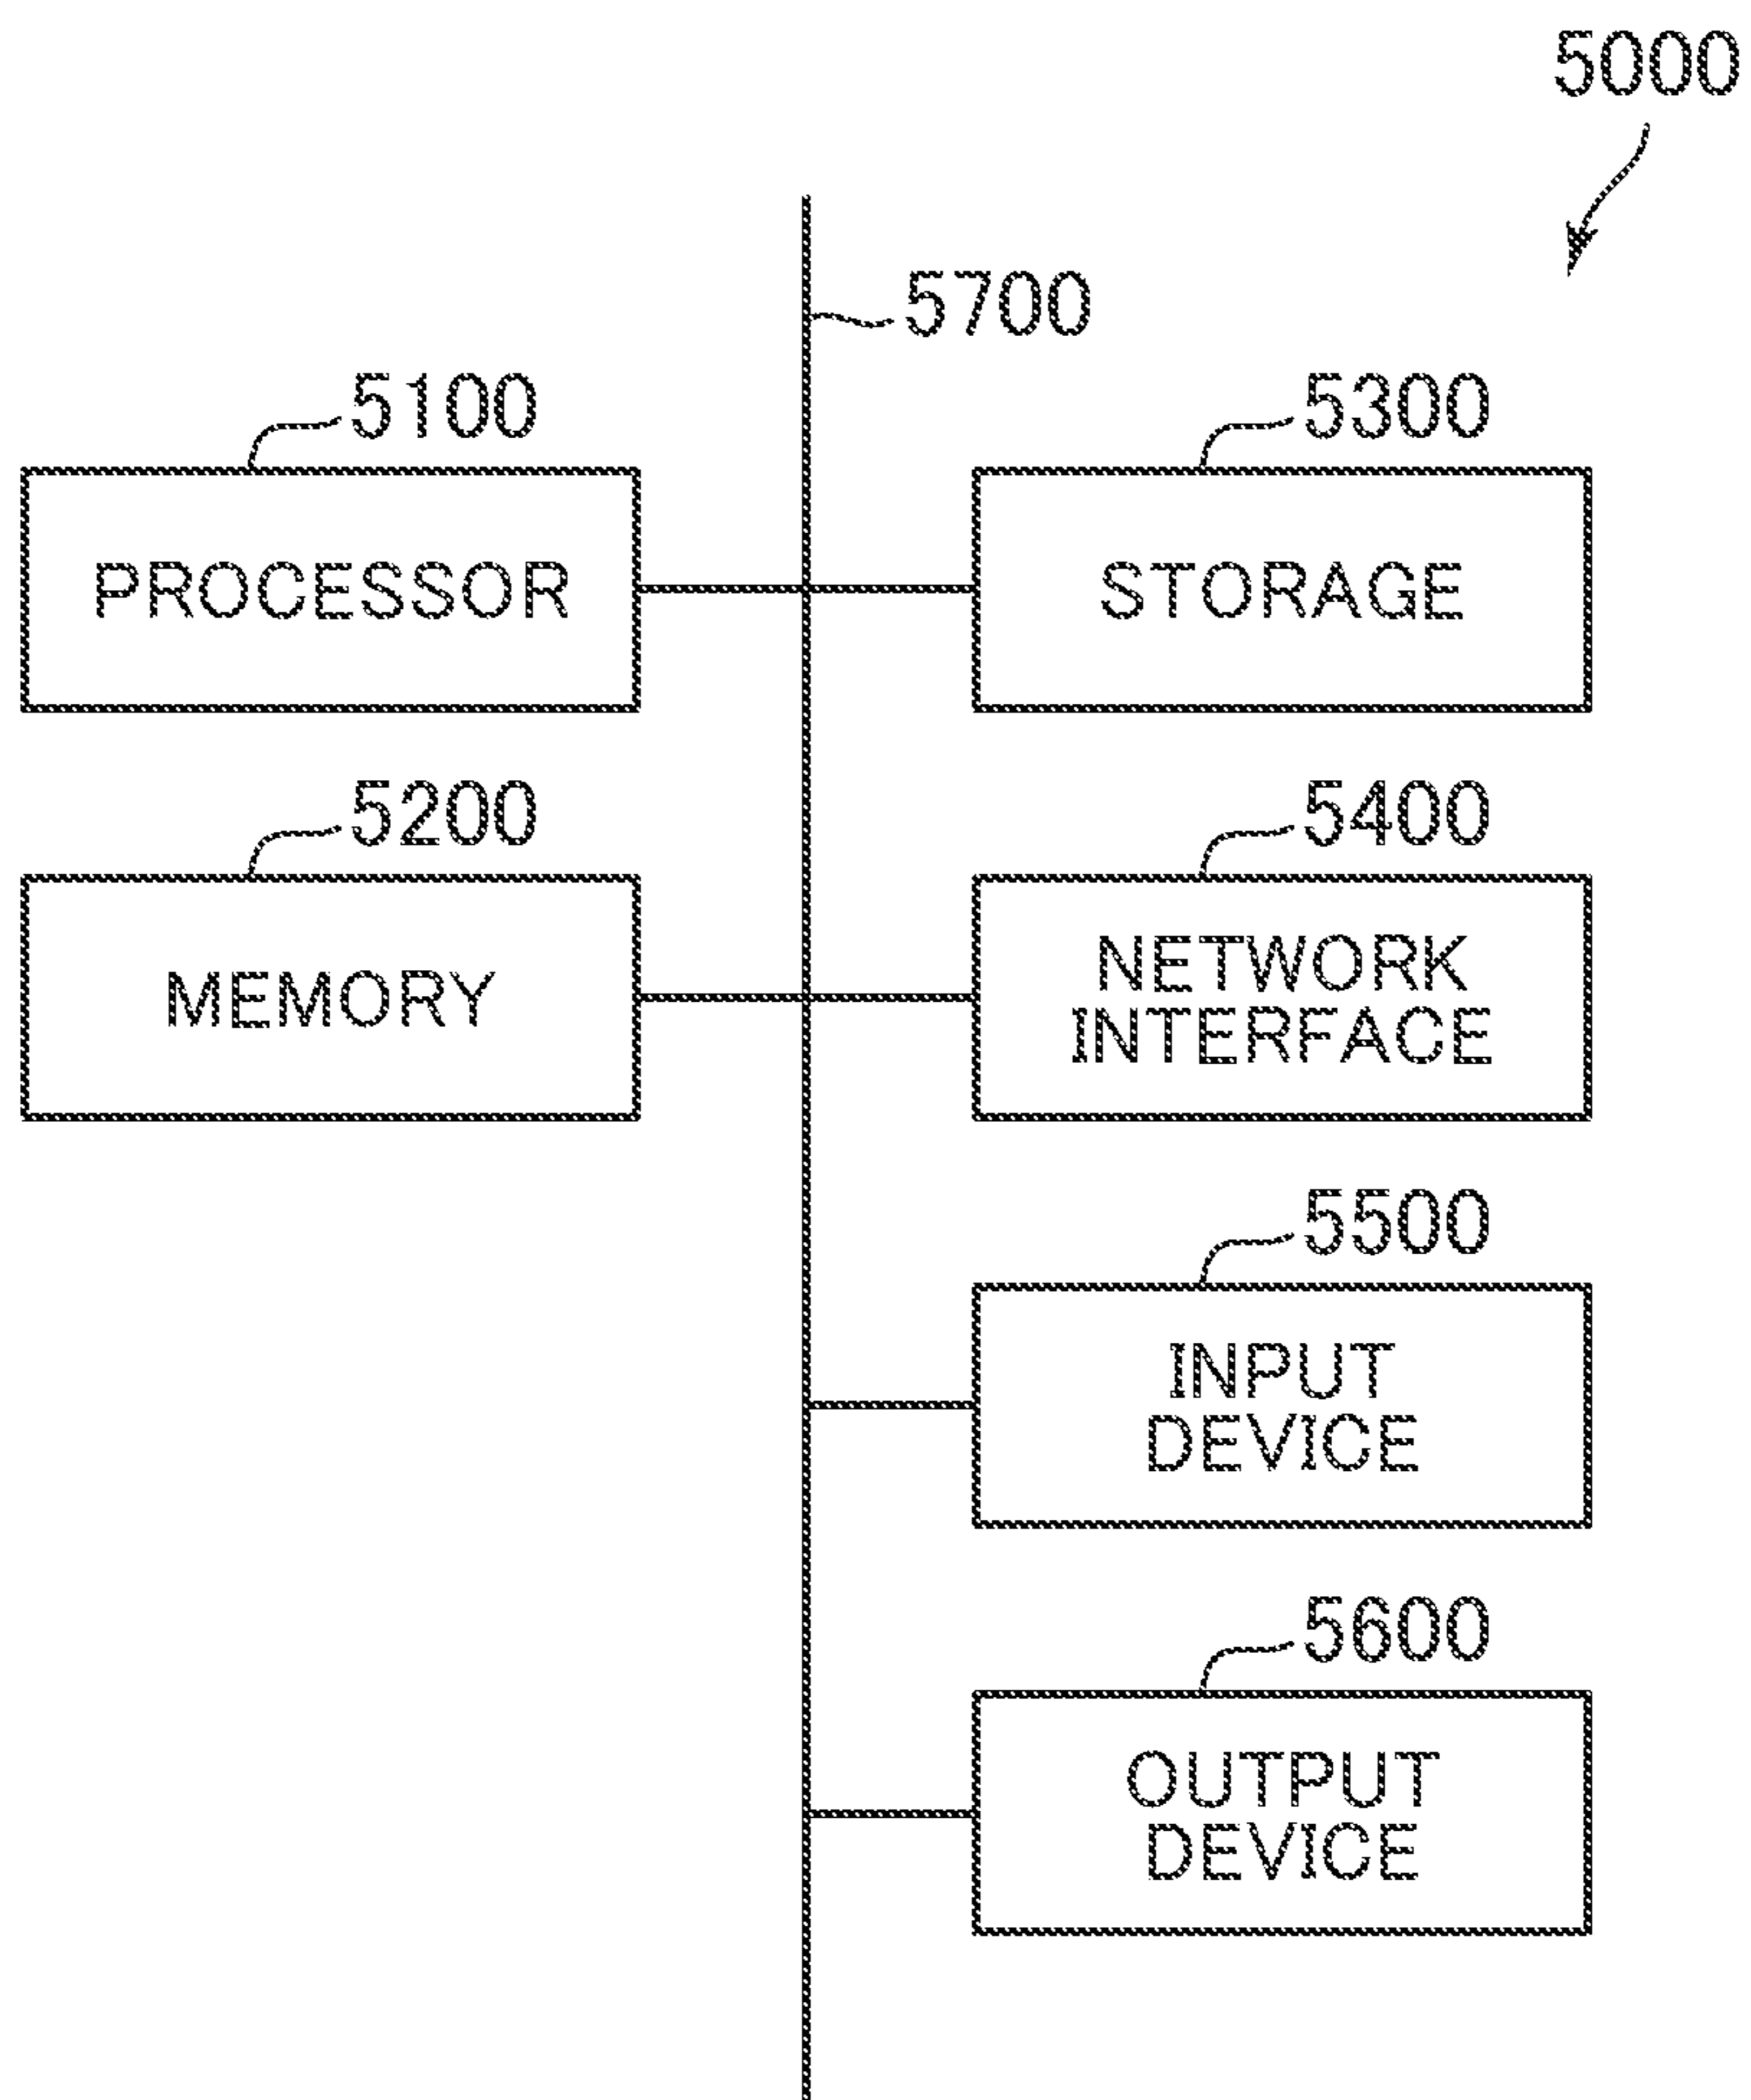 5000
5700
5100
PROCESSOR
5300
STORAGE
5200
MEMORY
5400
NETWORK
INTERFACE
5500
INPUT
DEVICE
5600
OUTPUT
DEVICE